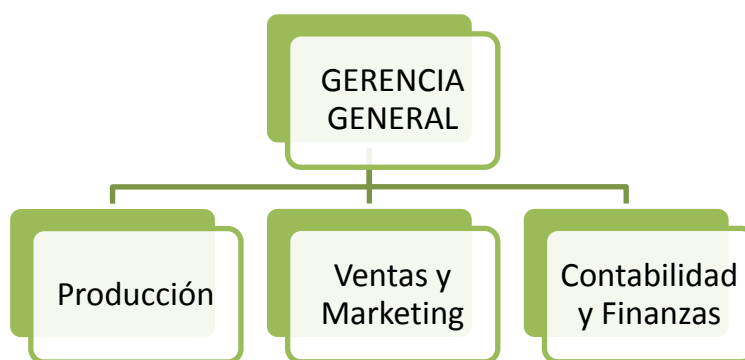 GERENCIA
GENERAL
Producción
Ventas y
Marketing
Contabilidad
y Finanzas